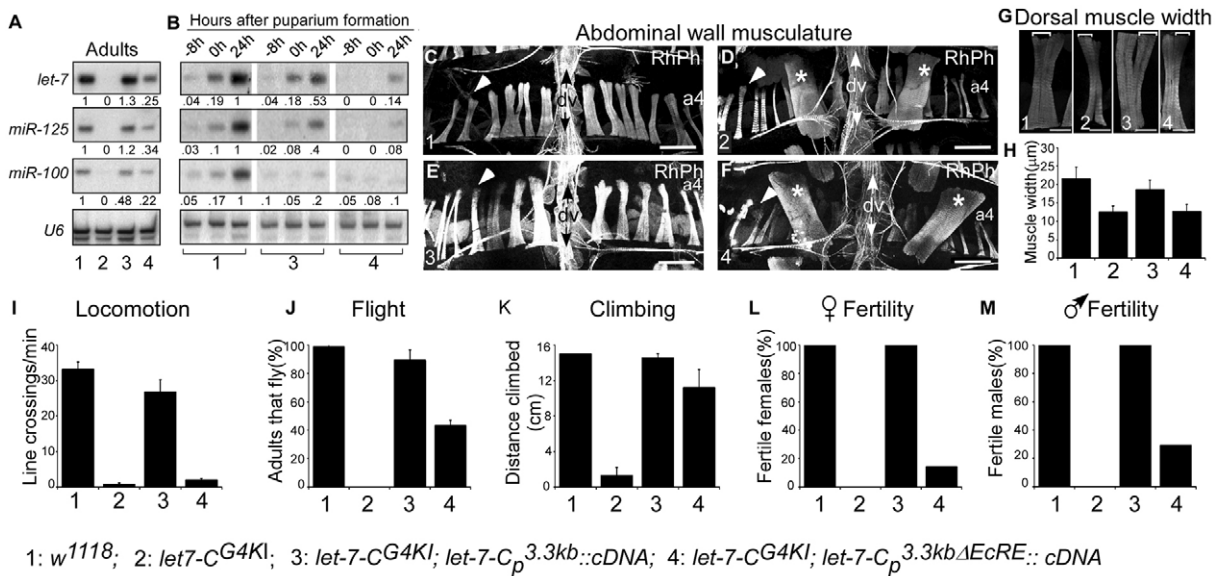 A
Adults
let-7
1 0 1.3 .25
miR-125
1 0 1.2 .34
miR-100
1 0 .48 .22
U6
1 2 3 4
B
Hours after puparium formation
-8h 0h 24h -8h 0h 24h -8h 0h 24h
.04 .19 1 .04 .18 .53 0 0 .14
.03 .1 1 .02 .08 .4 0 0 .08
.05 .17 1 .1 .05 .2 .05 .08 .1
1 3 4
Abdominal wall musculature
C RhPh
dv
a4
1
D RhPh
* *
dv
a4
2
E RhPh
a4
dv
3
F RhPh
* *
dv
a4
4
G Dorsal muscle width
1 2 3 4
H
Muscle width(μm)
30
25
20
15
10
5
0
1 2 3 4
I Locomotion
Line crossings/min
40
30
20
10
0
1 2 3 4
J Flight
Adults that fly(%)
100
80
60
40
20
0
1 2 3 4
K Climbing
Distance climbed
(cm)
16
12
8
4
0
1 2 3 4
L ♀ Fertility
Fertile females(%)
100
80
60
40
20
0
1 2 3 4
M ♂ Fertility
Fertile males(%)
100
80
60
40
20
0
1 2 3 4
1: w1118; 2: let7-CG4KI; 3: let-7-CG4KI; let-7-Cp3.3kb::cDNA; 4: let-7-CG4KI; let-7-Cp3.3kbΔEcRE:: cDNA